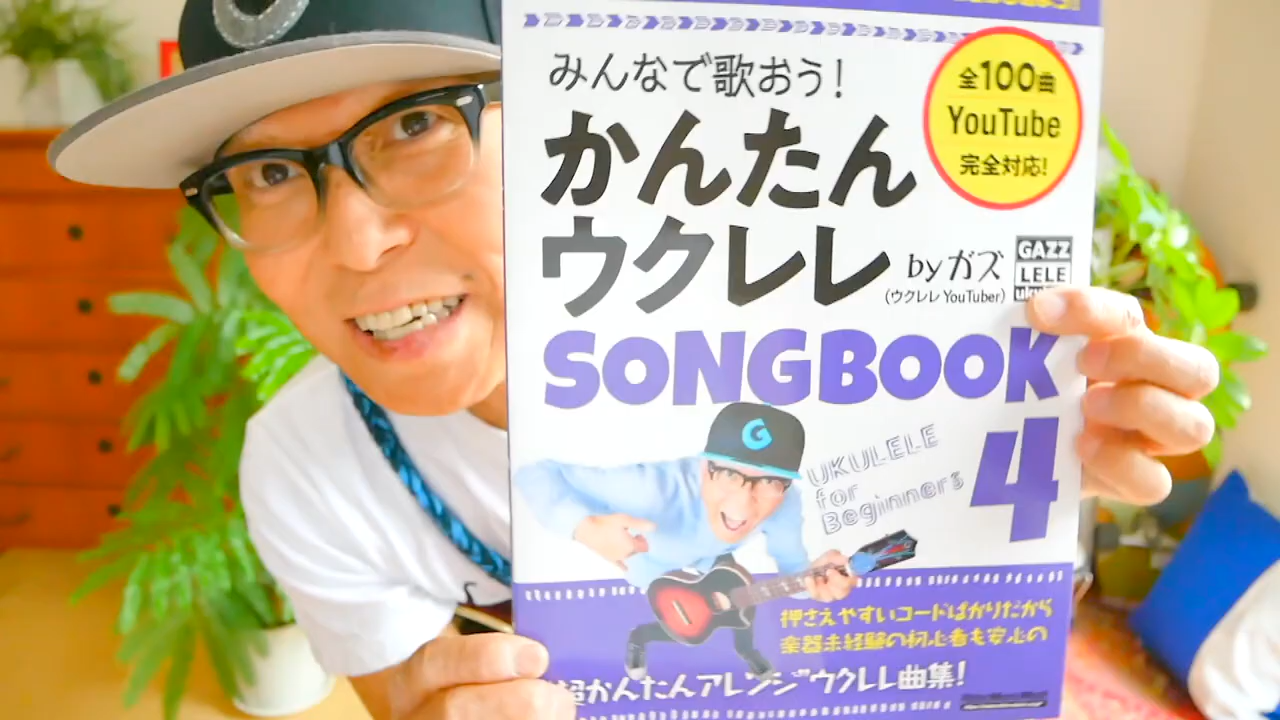 みんなで歌おう!
全100曲
YouTube
完全対応!
かんたん
ウクレレ
byガズ
(ウクレレ YouTuber)
GAZZ
LELE
SONGBOOK
4
G
UKULELE
for
Beginners
押さえやすいコードばかりだから
楽器未経験の初心者も安心の
超かんたんアレンジウクレレ曲集!